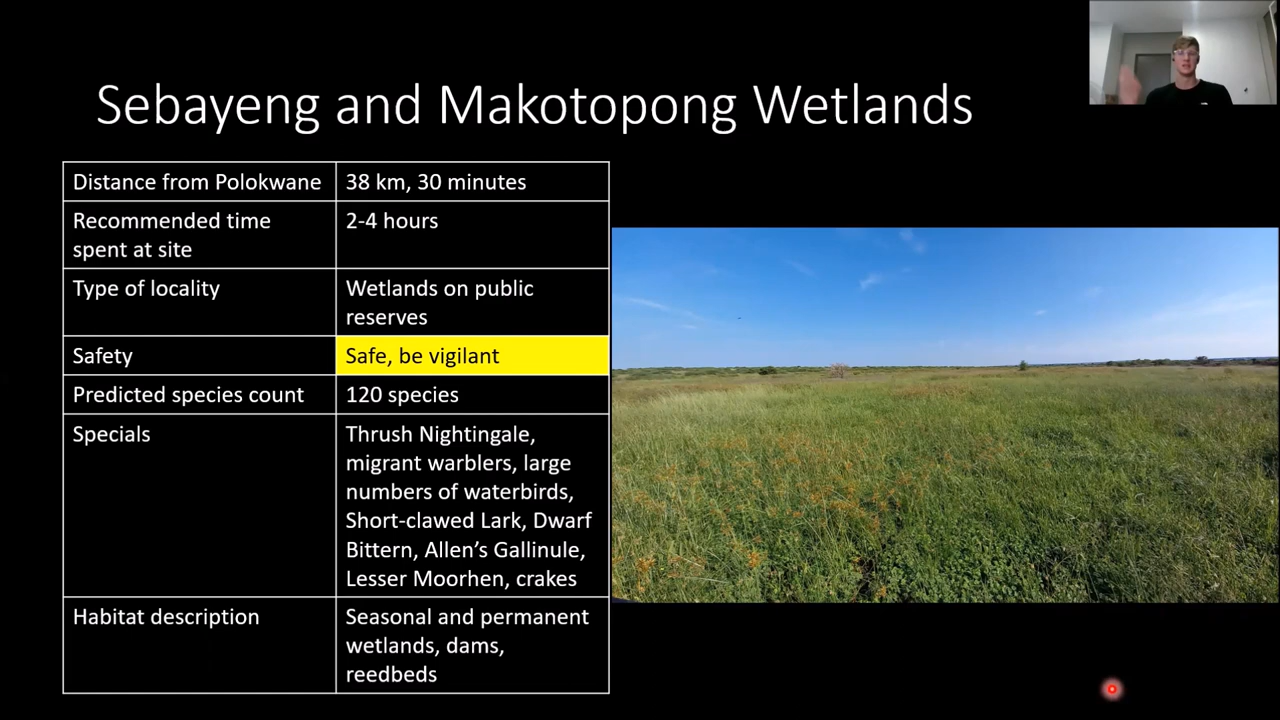 Sebayeng and Makotopong Wetlands
Distance from Polokwane
38 km, 30 minutes
Recommended time
spent at site
2-4 hours
Type of locality
Wetlands on public
reserves
Safety
Safe, be vigilant
Predicted species count
120 species
Specials
Thrush Nightingale,
migrant warblers, large
numbers of waterbirds,
Short-clawed Lark, Dwarf
Bittern, Allen’s Gallinule,
Lesser Moorhen, crakes
Habitat description
Seasonal and permanent
wetlands, dams,
reedbeds